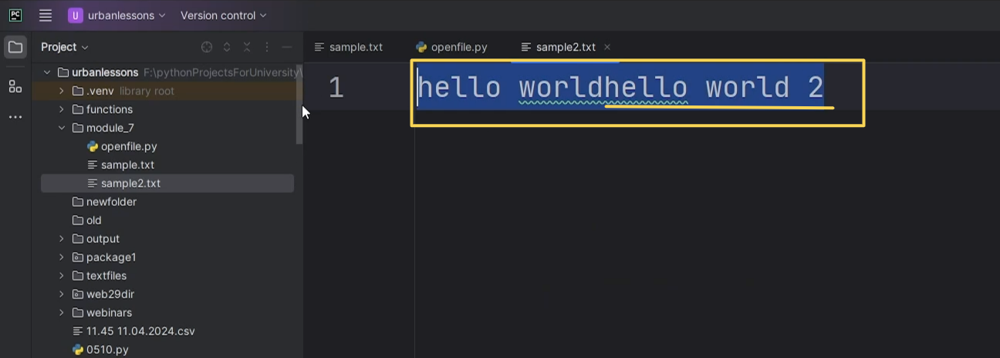 PC
U urbanlessons Version control
Project
sample.txt openfile.py sample2.txt
urbanlessons F:\pythonProjectsForUniversity\
.venv library root
functions
module_7
openfile.py
sample.txt
sample2.txt
newfolder
old
output
package1
textfiles
web29dir
webinars
11.45 11.04.2024.csv
0510.py
1 hello worldhello world 2